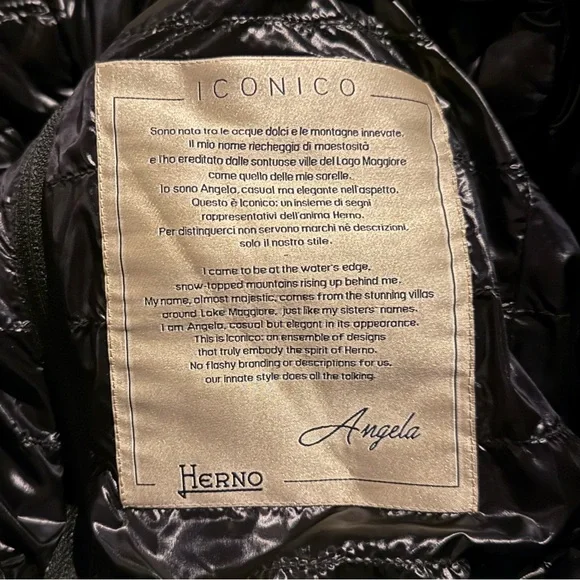 ICONICO
Sono nata tra le acque dolci e le montagne innevate.
Il mio nome riecheggia di maestosità
e l'ho ereditato dalle sontuose ville del Lago Maggiore
come quello delle mie sorelle.
Io sono Angela, casual ma elegante nell'aspetto.
Questo è Iconico: un insieme di segni
rappresentativi dell'anima Herno.
Per distinguerci non servono marchi nè descrizioni,
solo il nostro stile.
I came to be at the water's edge,
snow-topped mountains rising up behind me.
My name, almost majestic, comes from the stunning villas
around Lake Maggiore, just like my sisters' names.
I am Angela, casual but elegant in its appearance.
This is Iconico: an ensemble of designs
that truly embody the spirit of Herno.
No flashy branding or descriptions for us,
our innate style does all the talking.
Angela
HERNO